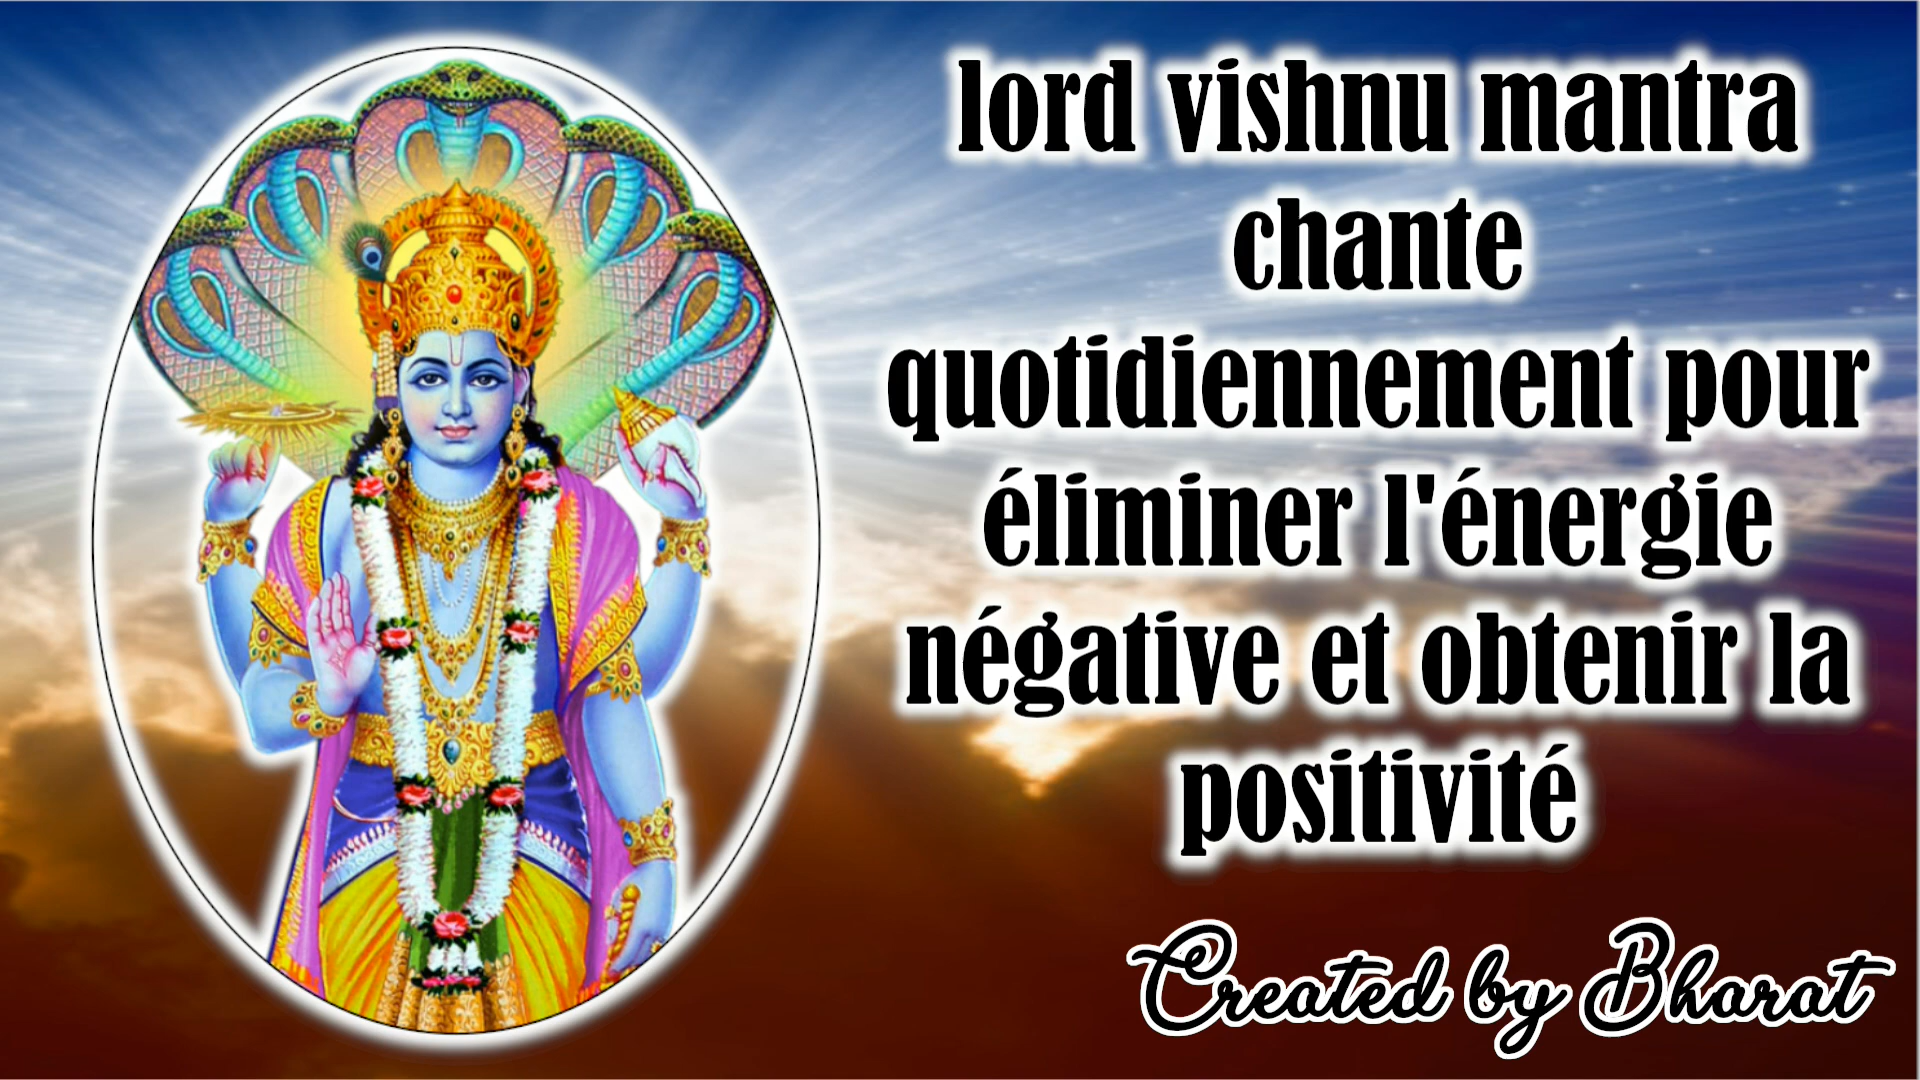 lord vishnu mantra
chante
quotidiennement pour
éliminer l'énergie
négative et obtenir la
positivité
Created by Bharat